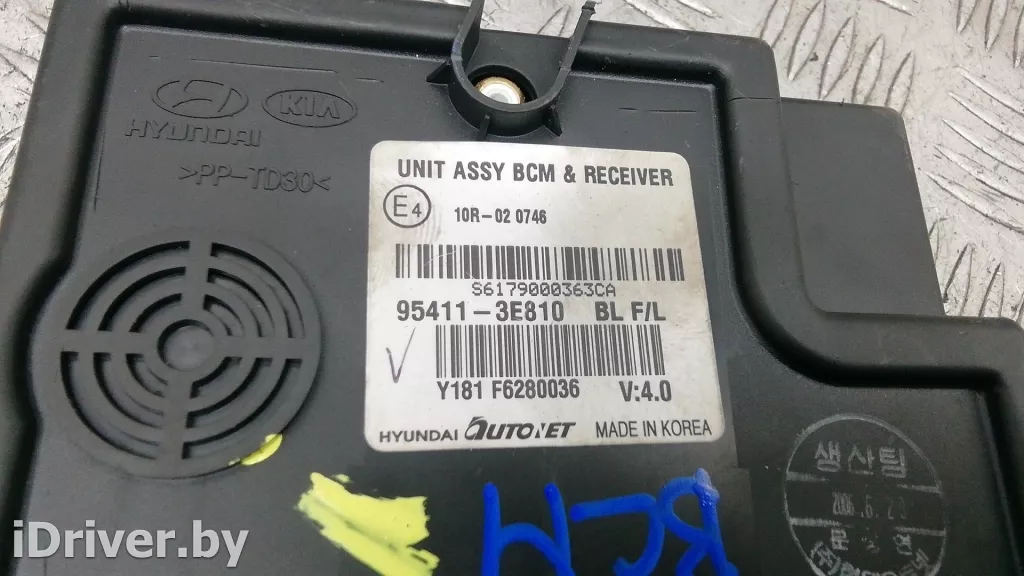 HYUNDAI KIA
>PP-TD30<
UNIT ASSY BCM & RECEIVER
E4
10R-02 0746
S6179000363CA
95411-3E810 BL F/L
Y181 F6280036 V:4.0
HYUNDAI AUTONET MADE IN KOREA
생산팀
iDriver.by